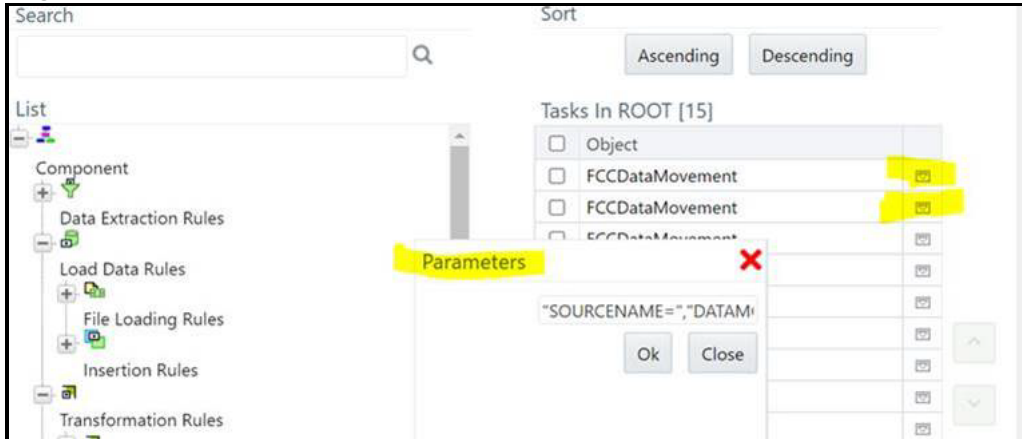 Search
Sort
Ascending
Descending
List
Tasks In ROOT [15]
Object
Component
FCCDataMovement
Data Extraction Rules
FCCDataMovement
FCCDataMovement
Load Data Rules
Parameters
"SOURCENAME=","DATAM
File Loading Rules
Ok
Close
Insertion Rules
Transformation Rules